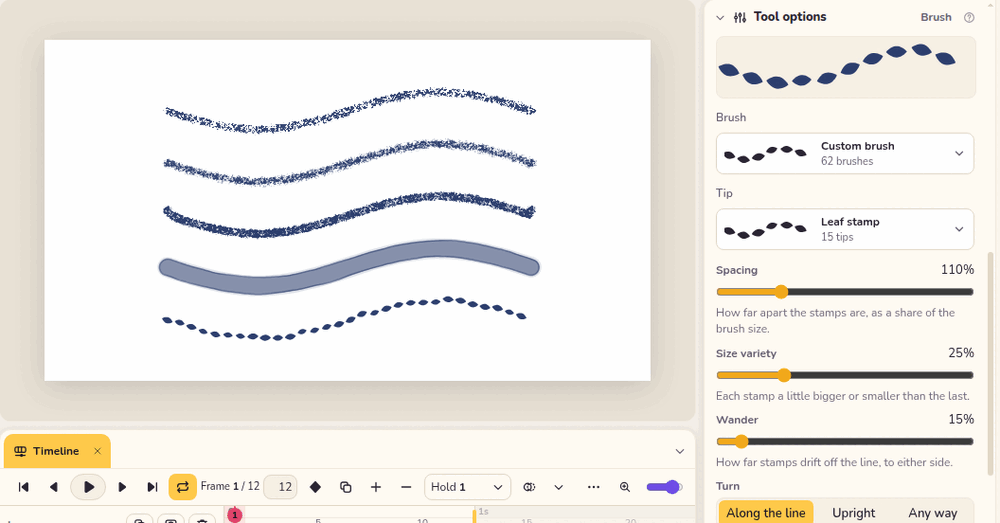 Tool options
Brush
Brush
Custom brush
62 brushes
Tip
Leaf stamp
15 tips
Spacing
110%
How far apart the stamps are, as a share of the
brush size.
Size variety
25%
Each stamp a little bigger or smaller than the last.
Wander
15%
How far stamps drift off the line, to either side.
Turn
Along the line
Upright
Any way
Timeline
Frame 1 / 12
12
Hold 1
1
5
10
1s
15
20